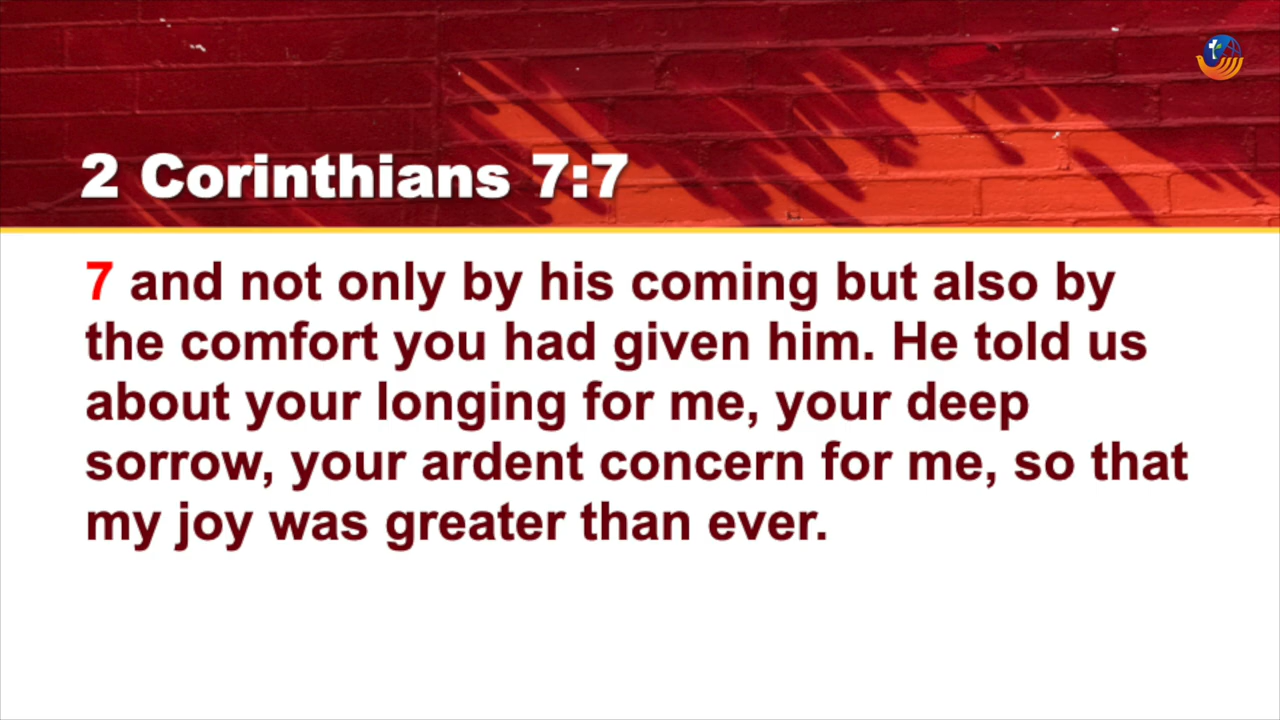 2 Corinthians 7:7
7 and not only by his coming but also by
the comfort you had given him. He told us
about your longing for me, your deep
sorrow, your ardent concern for me, so that
my joy was greater than ever.